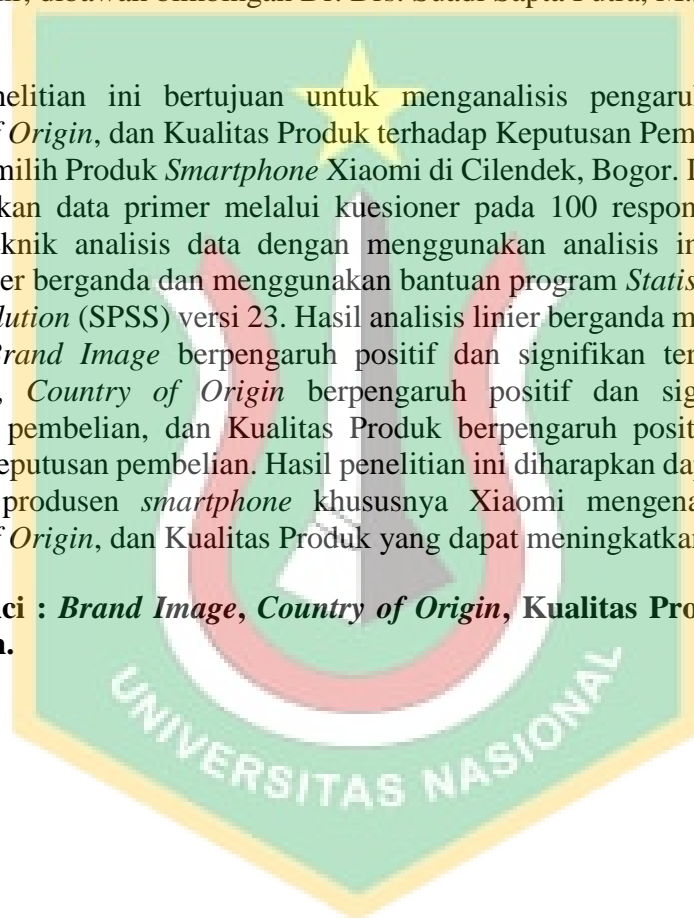 dibawah bimbingan Dr. Drs. Suadi Sapta Putra, M.
nelitian ini bertujuan untuk menganalisis pengaruh
Origin, dan Kualitas Produk terhadap Keputusan Pem
milih Produk Smartphone Xiaomi di Cilendek, Bogor.
kan data primer melalui kuesioner pada 100 respon
eknik analisis data dengan menggunakan analisis in
er berganda dan menggunakan bantuan program Statis
lution (SPSS) versi 23. Hasil analisis linier berganda m
Brand Image berpengaruh positif dan signifikan ter
, Country of Origin berpengaruh positif dan sig
pembelian, dan Kualitas Produk berpengaruh posit
eputusan pembelian. Hasil penelitian ini diharapkan dap
produsen smartphone khususnya Xiaomi mengena
f Origin, dan Kualitas Produk yang dapat meningkatkan
ci : Brand Image, Country of Origin, Kualitas Pro
n.
UNIVERSITAS NASIONAL